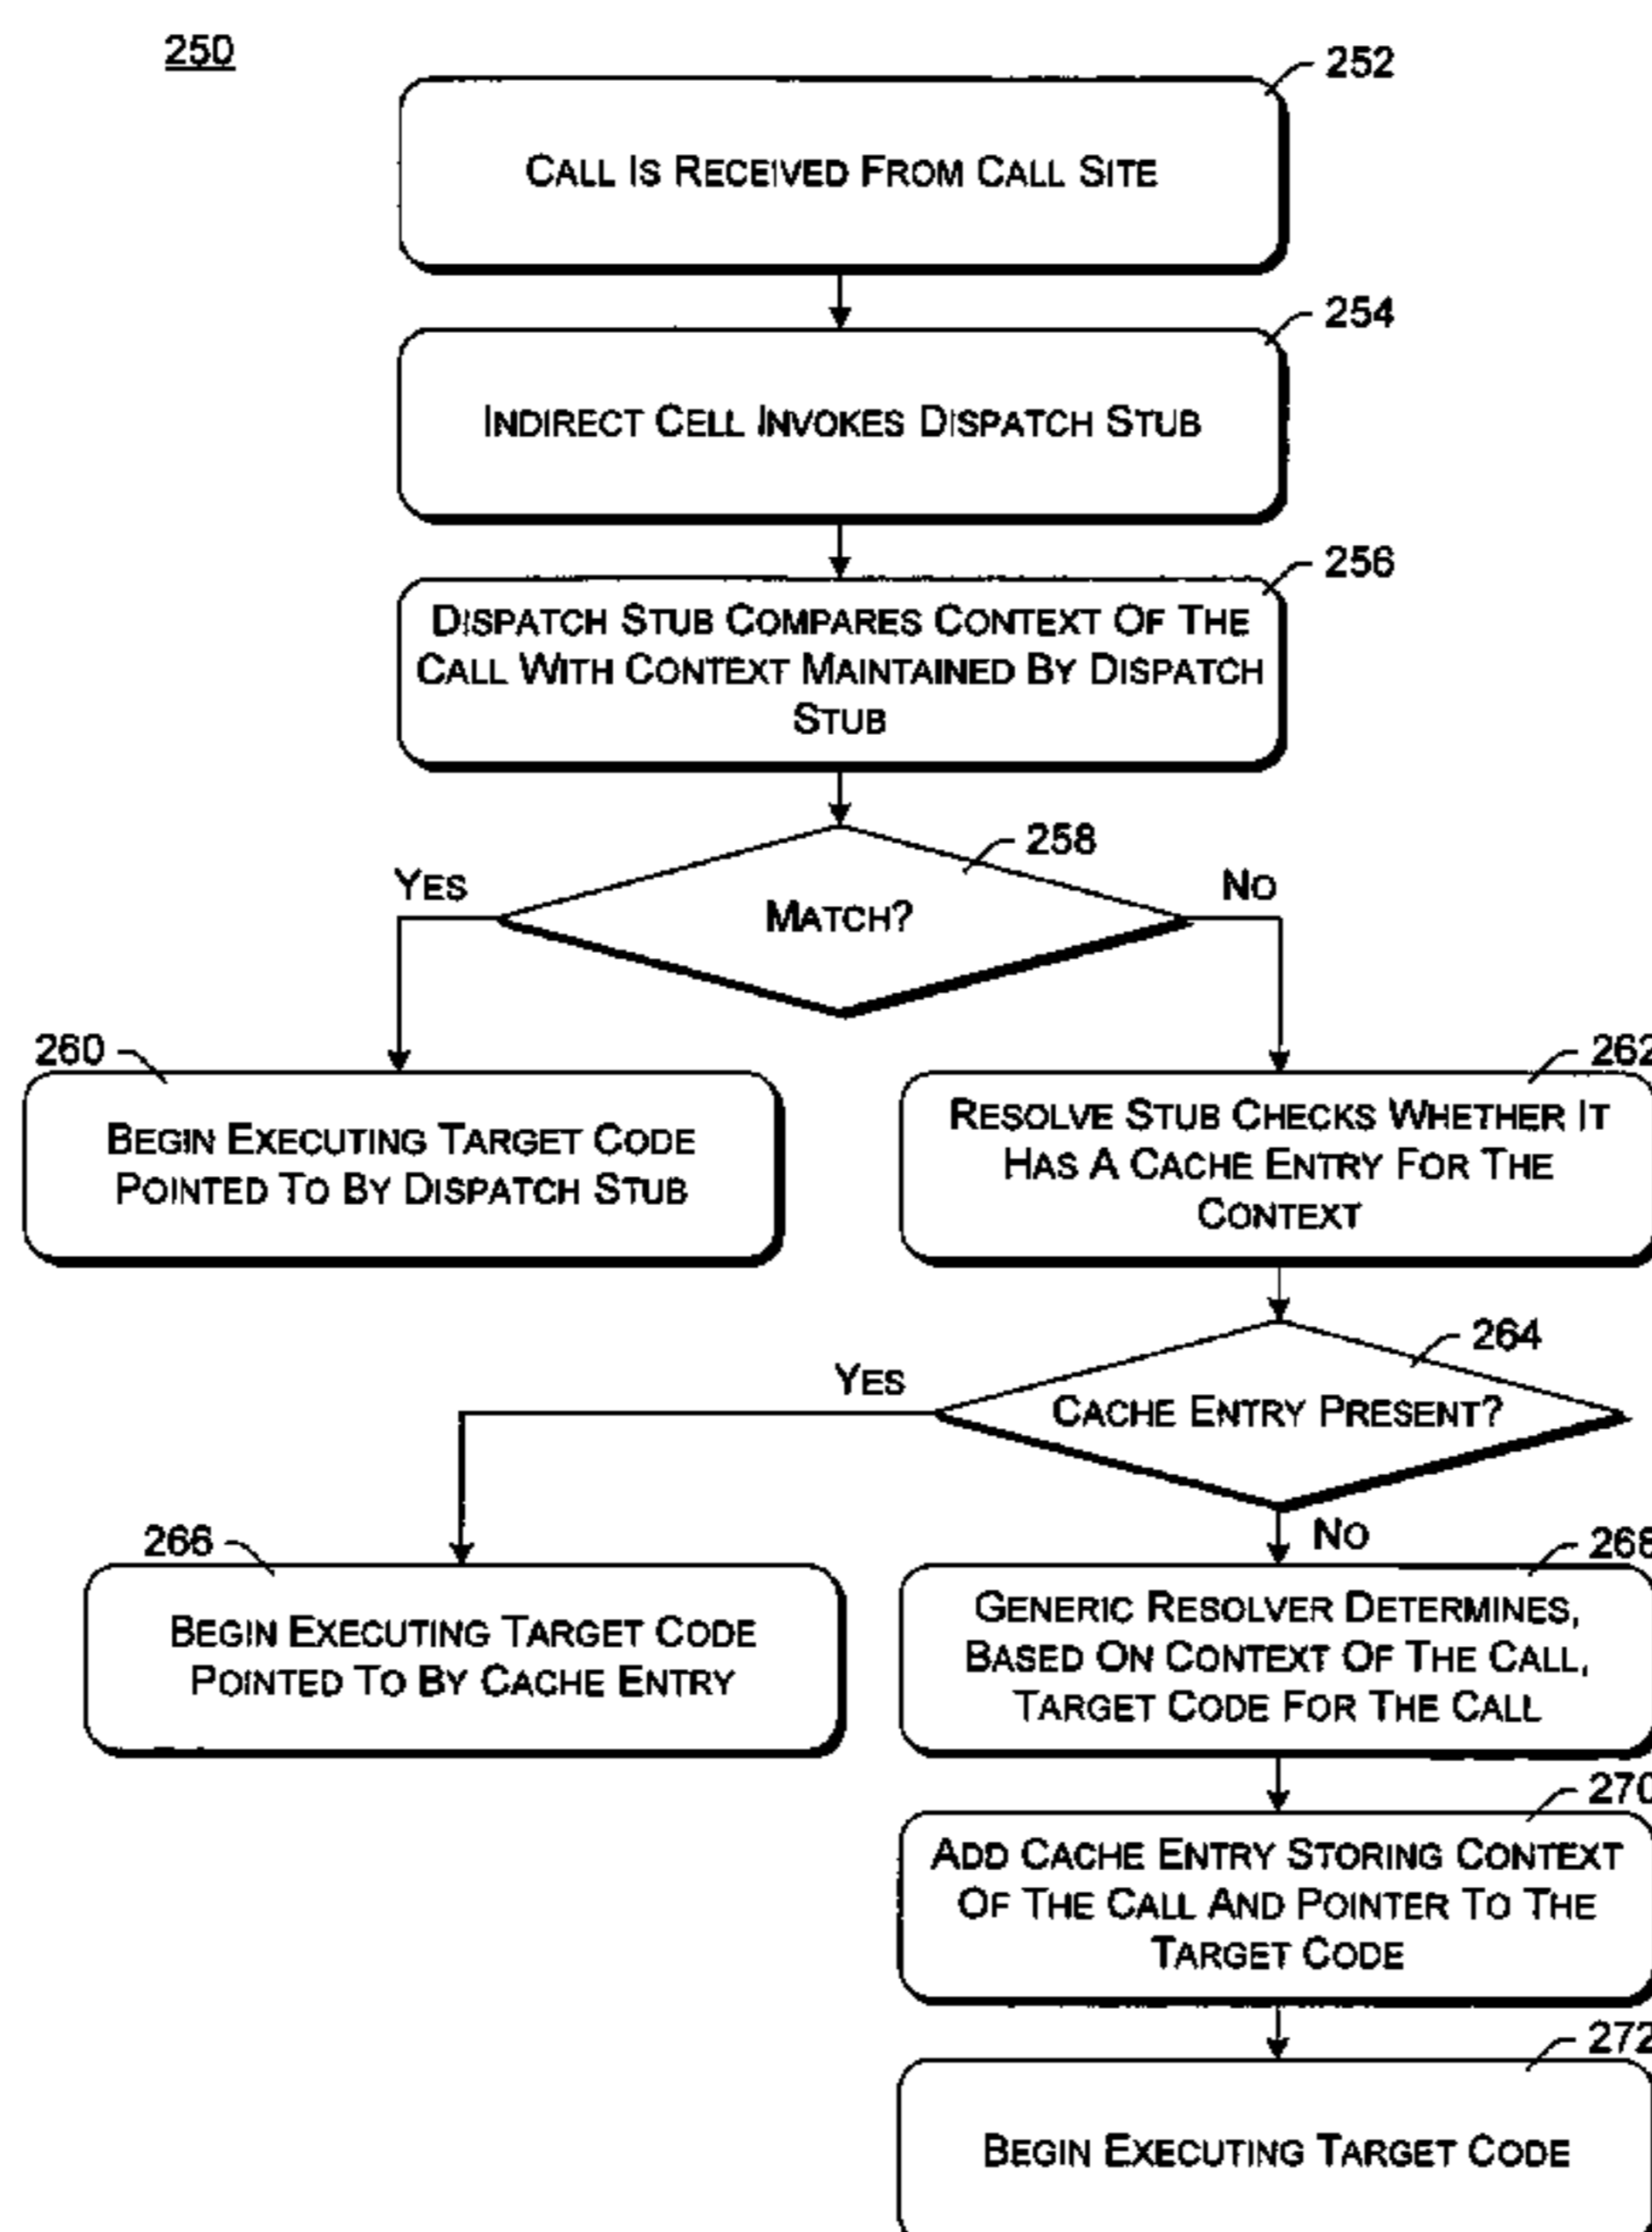 250
252
CALL IS RECEIVED FROM CALL SITE
254
INDIRECT CELL INVOKES DISPATCH STUB
256
DISPATCH STUB COMPARES CONTEXT OF THE
CALL WITH CONTEXT MAINTAINED BY DISPATCH
STUB
258
YES
NO
MATCH?
260
BEGIN EXECUTING TARGET CODE
POINTED TO BY DISPATCH STUB
262
RESOLVE STUB CHECKS WHETHER IT
HAS A CACHE ENTRY FOR THE
CONTEXT
264
YES
CACHE ENTRY PRESENT?
NO
266
BEGIN EXECUTING TARGET CODE
POINTED TO BY CACHE ENTRY
268
GENERIC RESOLVER DETERMINES,
BASED ON CONTEXT OF THE CALL,
TARGET CODE FOR THE CALL
270
ADD CACHE ENTRY STORING CONTEXT
OF THE CALL AND POINTER TO THE
TARGET CODE
272
BEGIN EXECUTING TARGET CODE